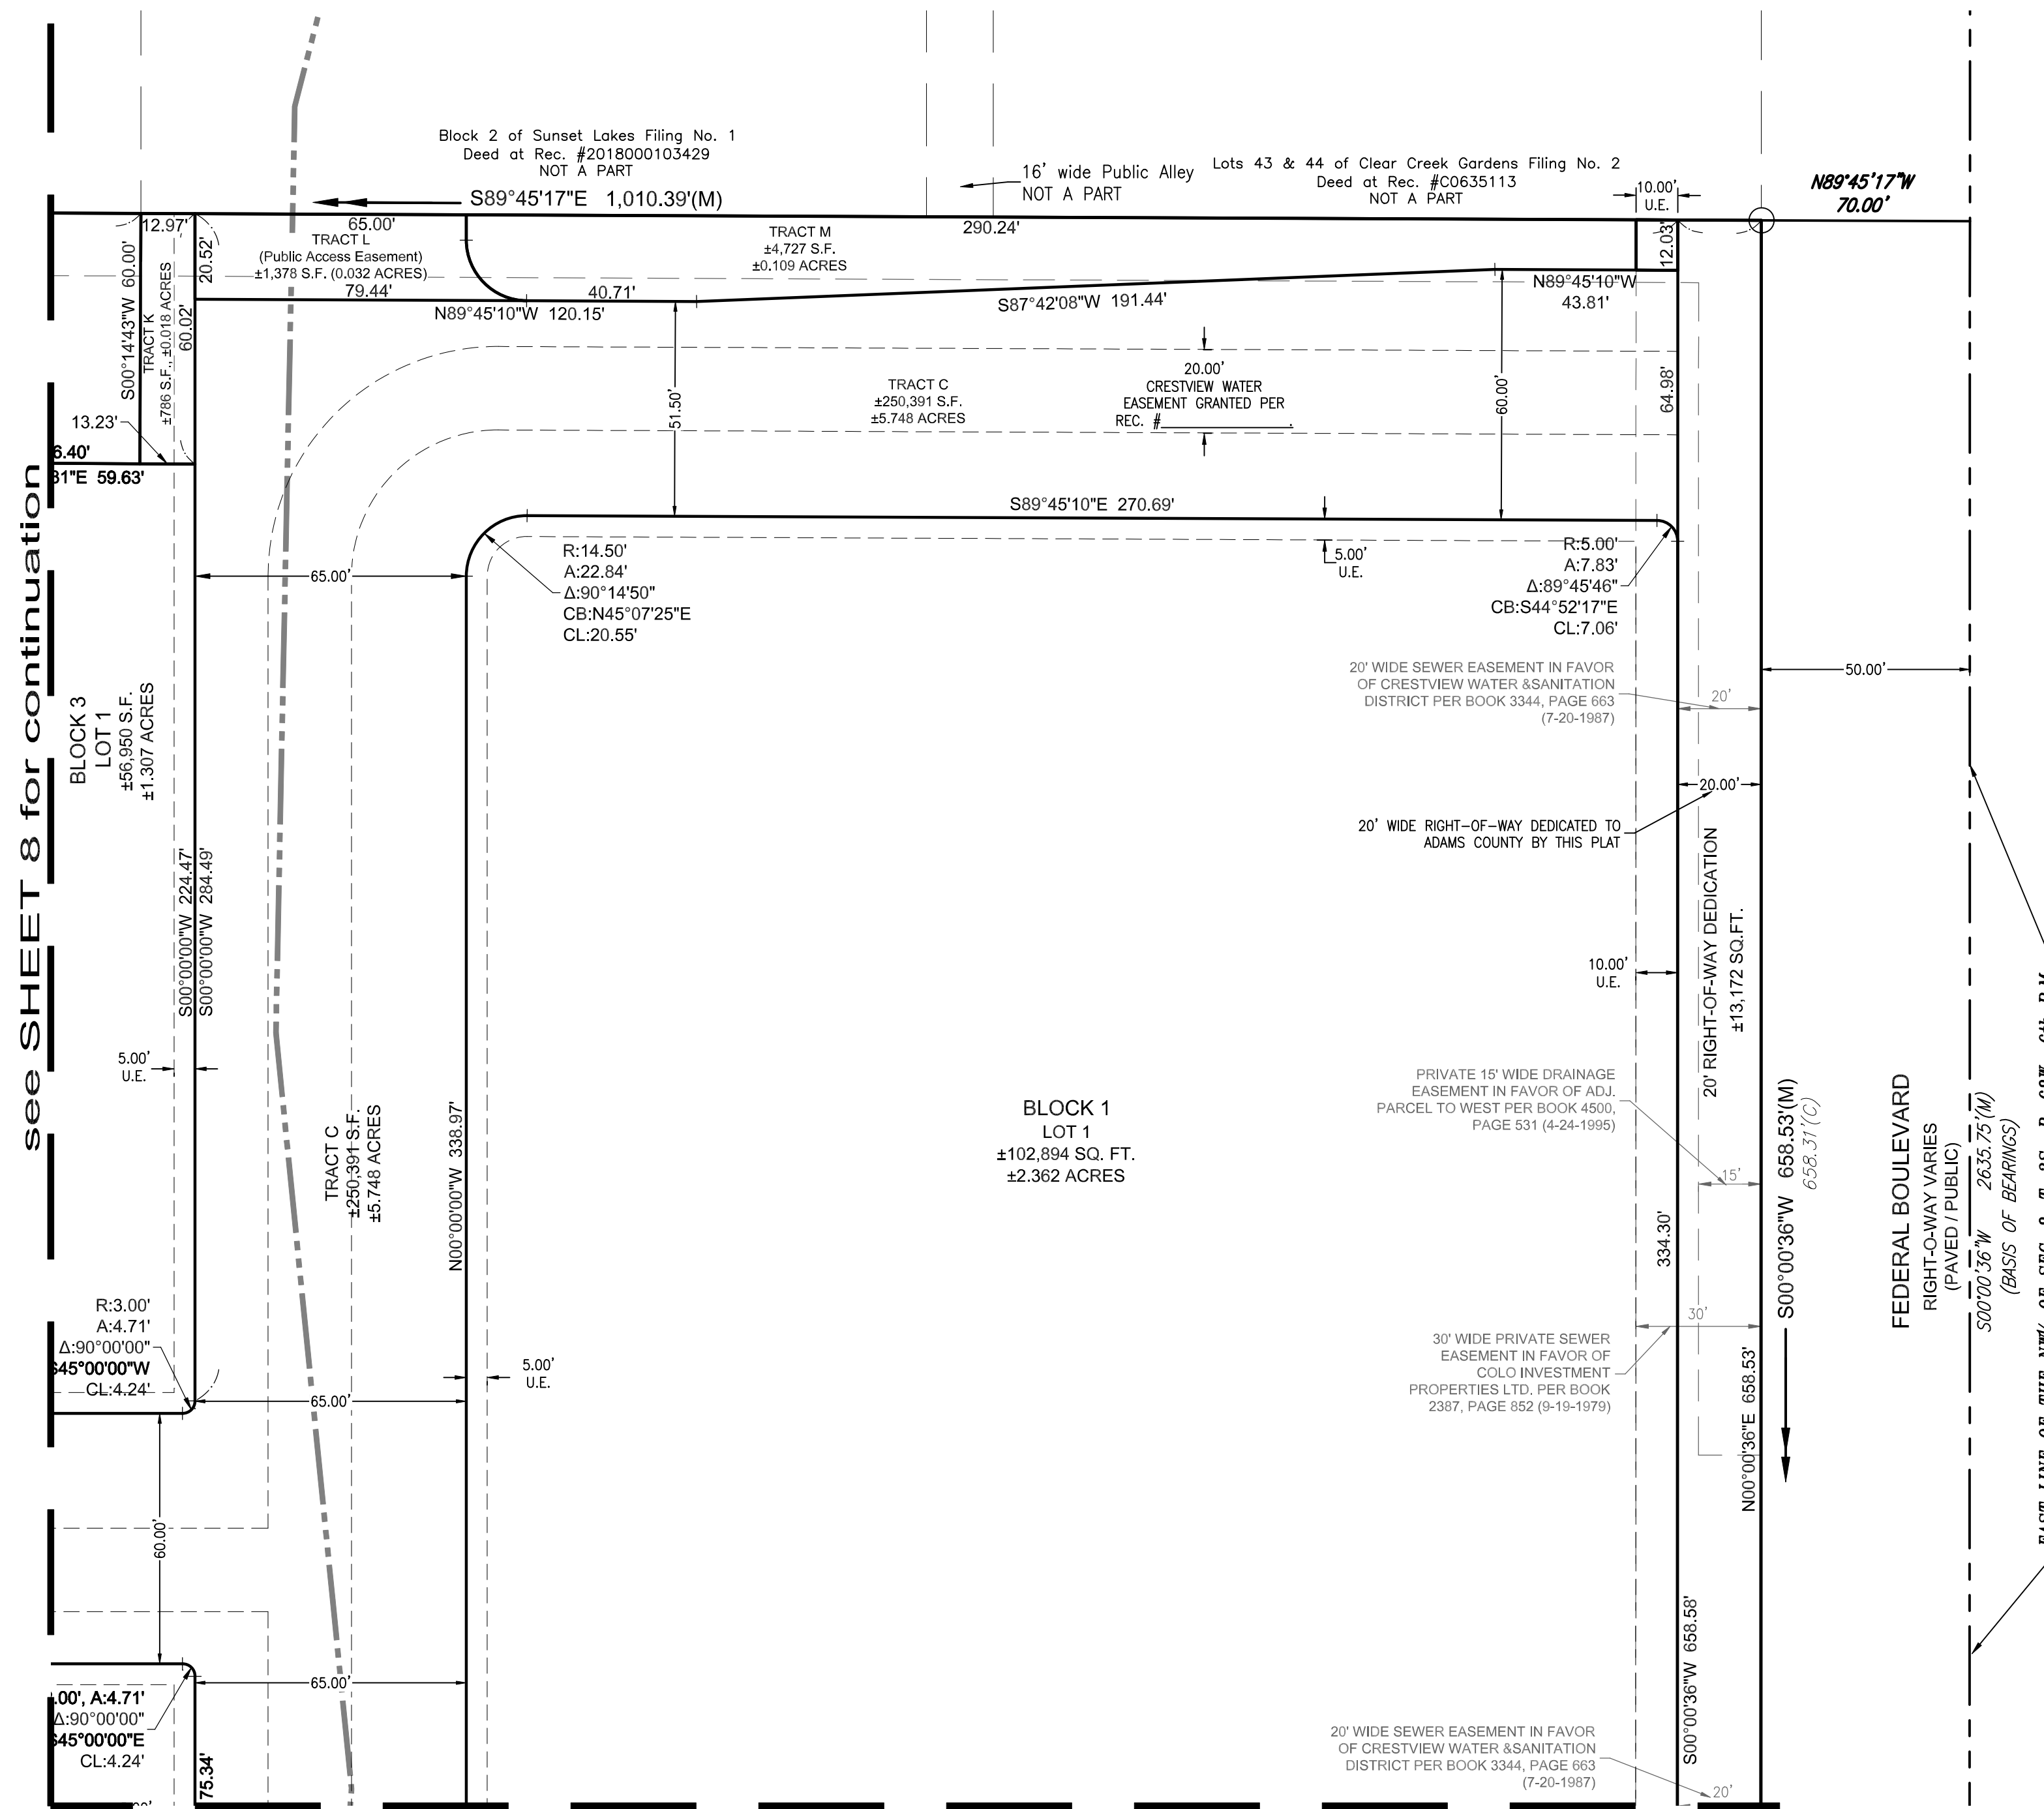 Block 2 of Sunset Lakes Filing No. 1
Deed at Rec. #2018000103429
NOT A PART
S89°45'17"E 1,010.39'(M)
16' wide Public Alley
NOT A PART
Lots 43 & 44 of Clear Creek Gardens Filing No. 2
Deed at Rec. #C0635113
NOT A PART
10.00'
U.E.
N89°45'17"W
70.00'
12.97'
65.00'
TRACT L
(Public Access Easement)
±1,378 S.F. (0.032 ACRES)
79.44'
20.52'
TRACT M
±4,727 S.F.
±0.109 ACRES
290.24'
12.03'
40.71'
N89°45'10"W 120.15'
S87°42'08"W 191.44'
N89°45'10"W
43.81'
S00°14'43"W 60.00'
TRACT K
±786 S.F., ±0.018 ACRES
60.02'
13.23'
6.40'
31"E 59.63'
51.50'
TRACT C
±250,391 S.F.
±5.748 ACRES
20.00'
CRESTVIEW WATER
EASEMENT GRANTED PER
REC. #____________.
60.00'
64.98'
S89°45'10"E 270.69'
65.00'
R:14.50'
A:22.84'
Δ:90°14'50"
CB:N45°07'25"E
CL:20.55'
5.00'
U.E.
R:5.00'
A:7.83'
Δ:89°45'46"
CB:S44°52'17"E
CL:7.06'
see SHEET 8 for continuation
BLOCK 3
LOT 1
±56,950 S.F.
±1.307 ACRES
20' WIDE SEWER EASEMENT IN FAVOR
OF CRESTVIEW WATER &SANITATION
DISTRICT PER BOOK 3344, PAGE 663
(7-20-1987)
20'
50.00'
20.00'
20' WIDE RIGHT-OF-WAY DEDICATED TO
ADAMS COUNTY BY THIS PLAT
S00°00'00"W 224.47'
S00°00'00"W 284.49'
20' RIGHT-OF-WAY DEDICATION
±13,172 SQ.FT.
10.00'
U.E.
5.00'
U.E.
TRACT C
±250,391 S.F.
±5.748 ACRES
N00°00'00"W 338.97'
BLOCK 1
LOT 1
±102,894 SQ. FT.
±2.362 ACRES
PRIVATE 15' WIDE DRAINAGE
EASEMENT IN FAVOR OF ADJ.
PARCEL TO WEST PER BOOK 4500,
PAGE 531 (4-24-1995)
15'
334.30'
S00°00'36"W 658.53'(M)
658.31'(C)
FEDERAL BOULEVARD
RIGHT-O-WAY VARIES
(PAVED / PUBLIC)
S00°00'36"W 2635.75'(M)
(BASIS OF BEARINGS)
R:3.00'
A:4.71'
Δ:90°00'00"
S45°00'00"W
CL:4.24'
65.00'
5.00'
U.E.
30' WIDE PRIVATE SEWER
EASEMENT IN FAVOR OF
COLO INVESTMENT
PROPERTIES LTD. PER BOOK
2387, PAGE 852 (9-19-1979)
30'
N00°00'36"E 658.53'
60.00'
65.00'
.00', A:4.71'
Δ:90°00'00"
S45°00'00"E
CL:4.24'
75.34'
20' WIDE SEWER EASEMENT IN FAVOR
OF CRESTVIEW WATER &SANITATION
DISTRICT PER BOOK 3344, PAGE 663
(7-20-1987)
20'
S00°00'36"W 658.58'